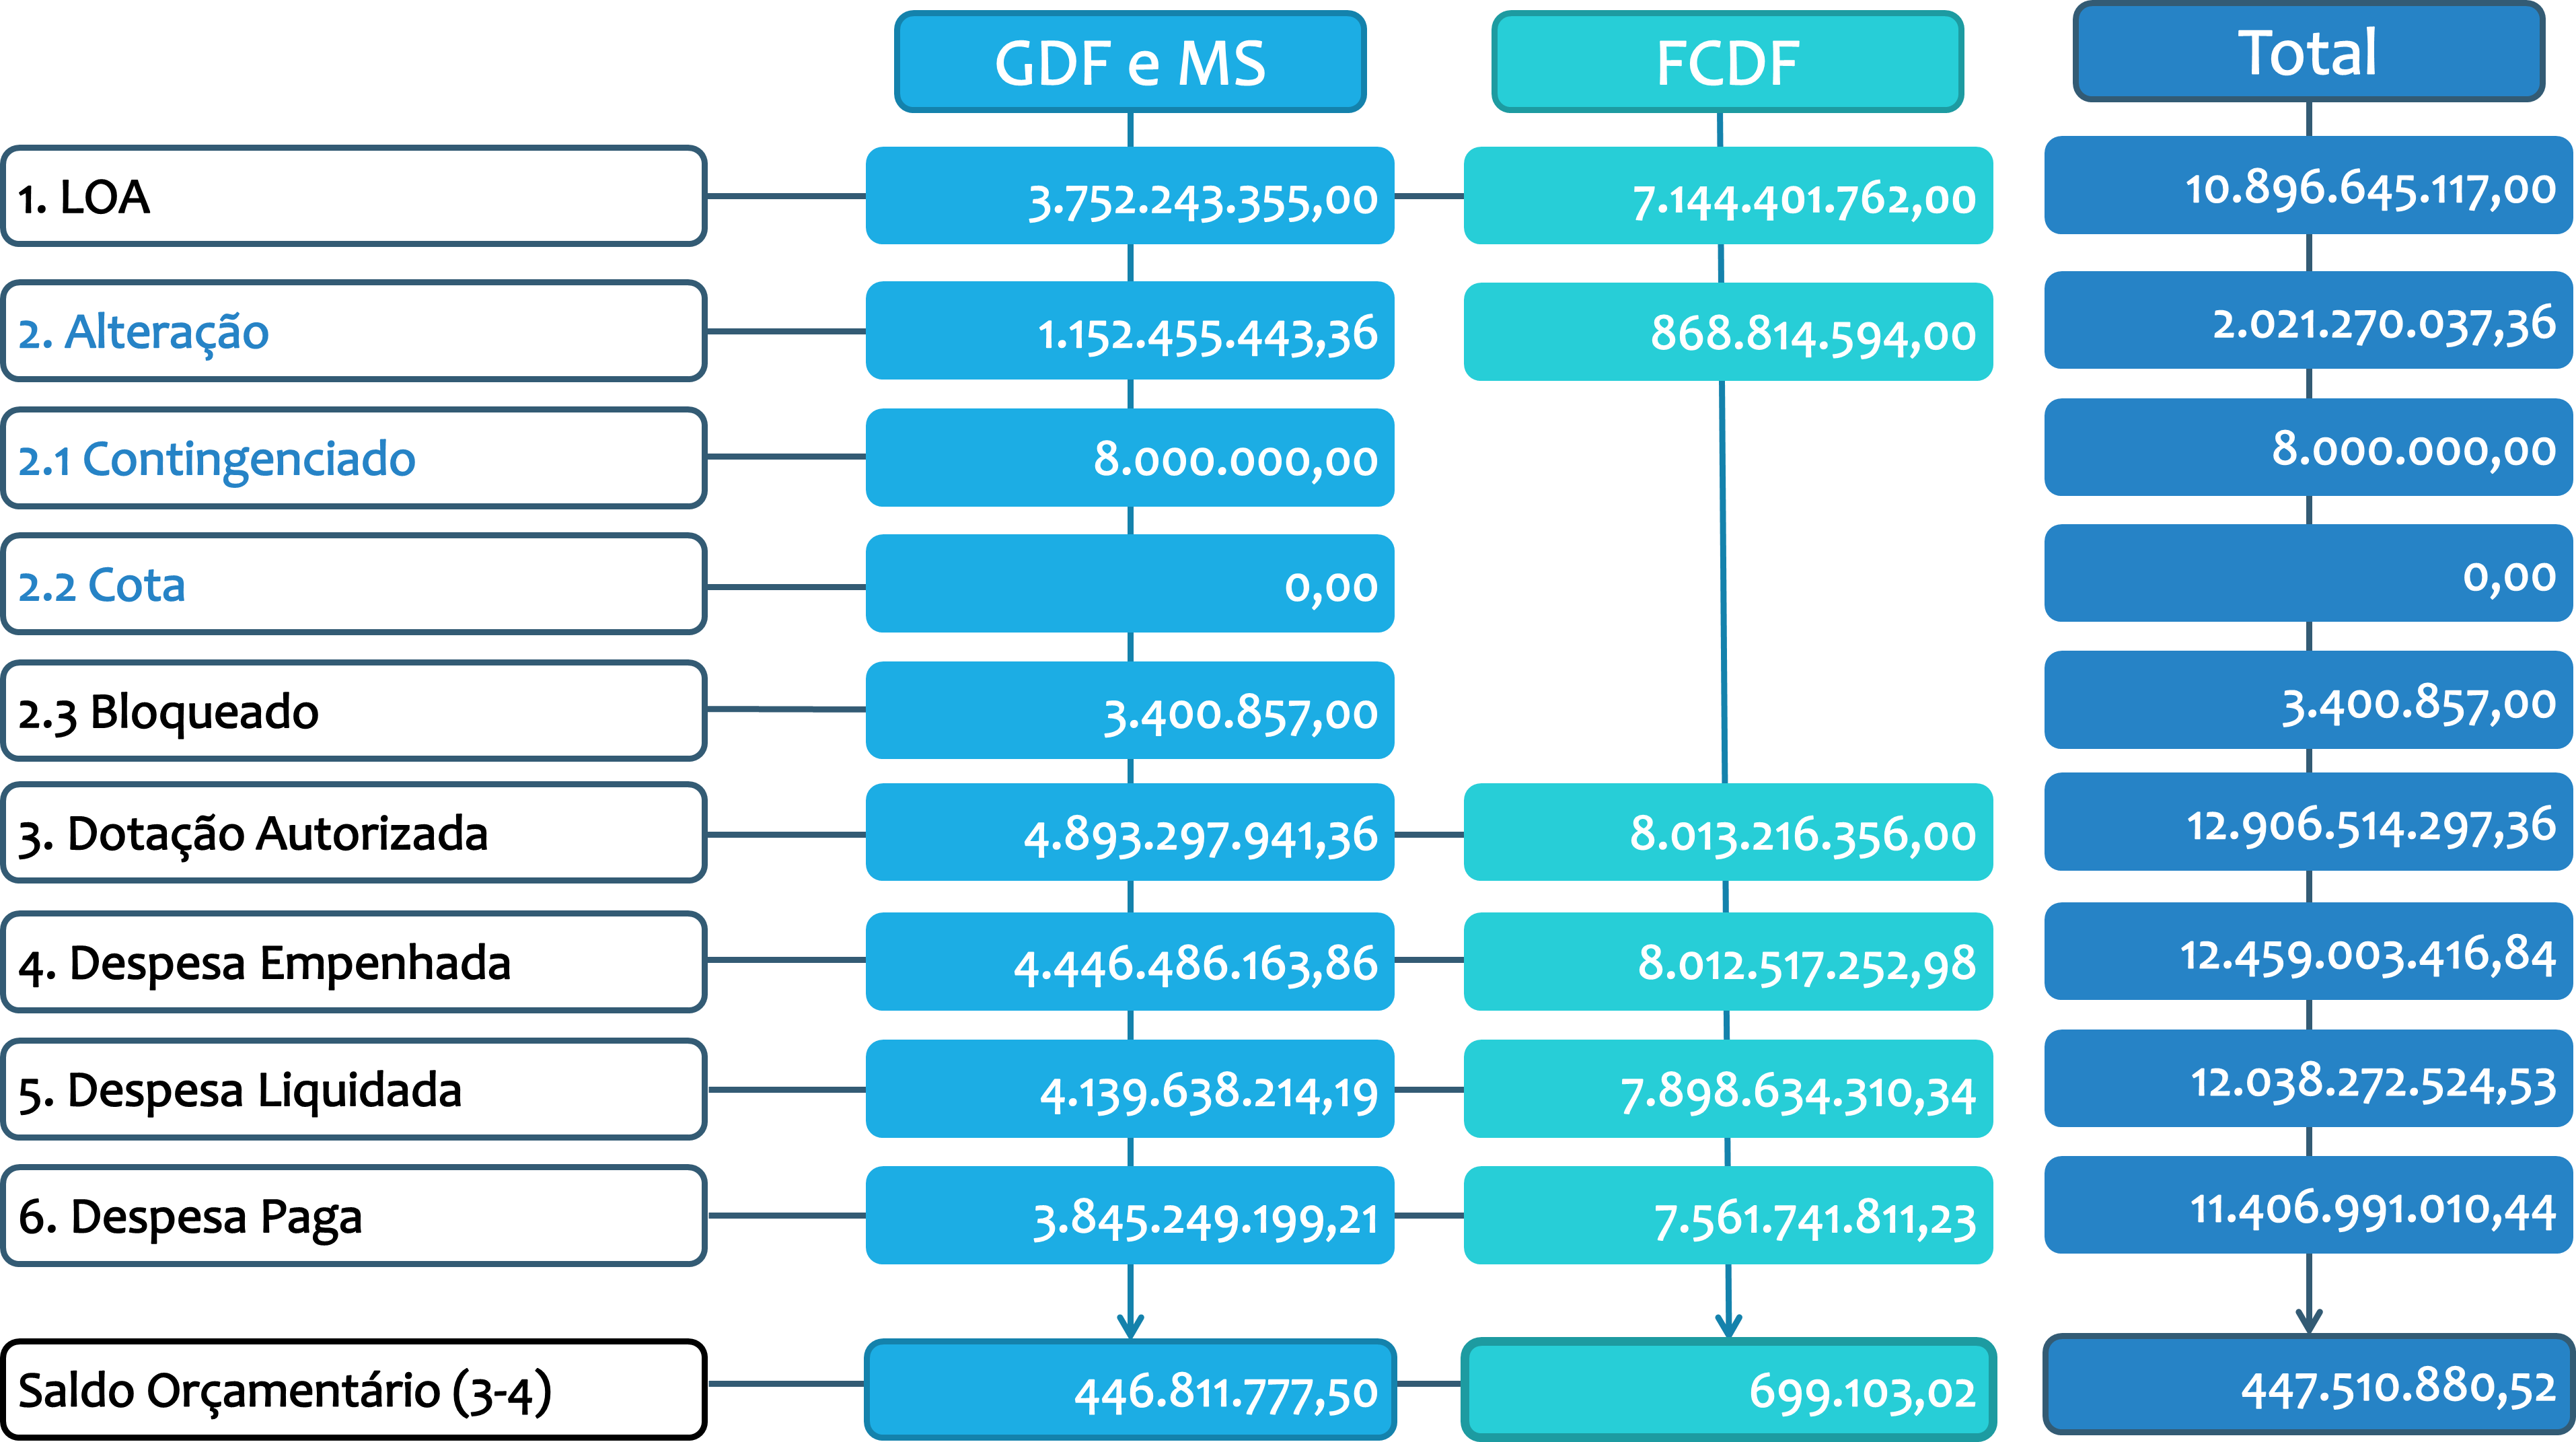 GDF e MS FCDF Total
1. LOA 3.752.243.355,00 7.144.401.762,00 10.896.645.117,00
2. Alteração 1.152.455.443,36 868.814.594,00 2.021.270.037,36
2.1 Contingenciado 8.000.000,00 8.000.000,00
2.2 Cota 0,00 0,00
2.3 Bloqueado 3.400.857,00 3.400.857,00
3. Dotação Autorizada 4.893.297.941,36 8.013.216.356,00 12.906.514.297,36
4. Despesa Empenhada 4.446.486.163,86 8.012.517.252,98 12.459.003.416,84
5. Despesa Liquidada 4.139.638.214,19 7.898.634.310,34 12.038.272.524,53
6. Despesa Paga 3.845.249.199,21 7.561.741.811,23 11.406.991.010,44
Saldo Orçamentário (3-4) 446.811.777,50 699.103,02 447.510.880,52